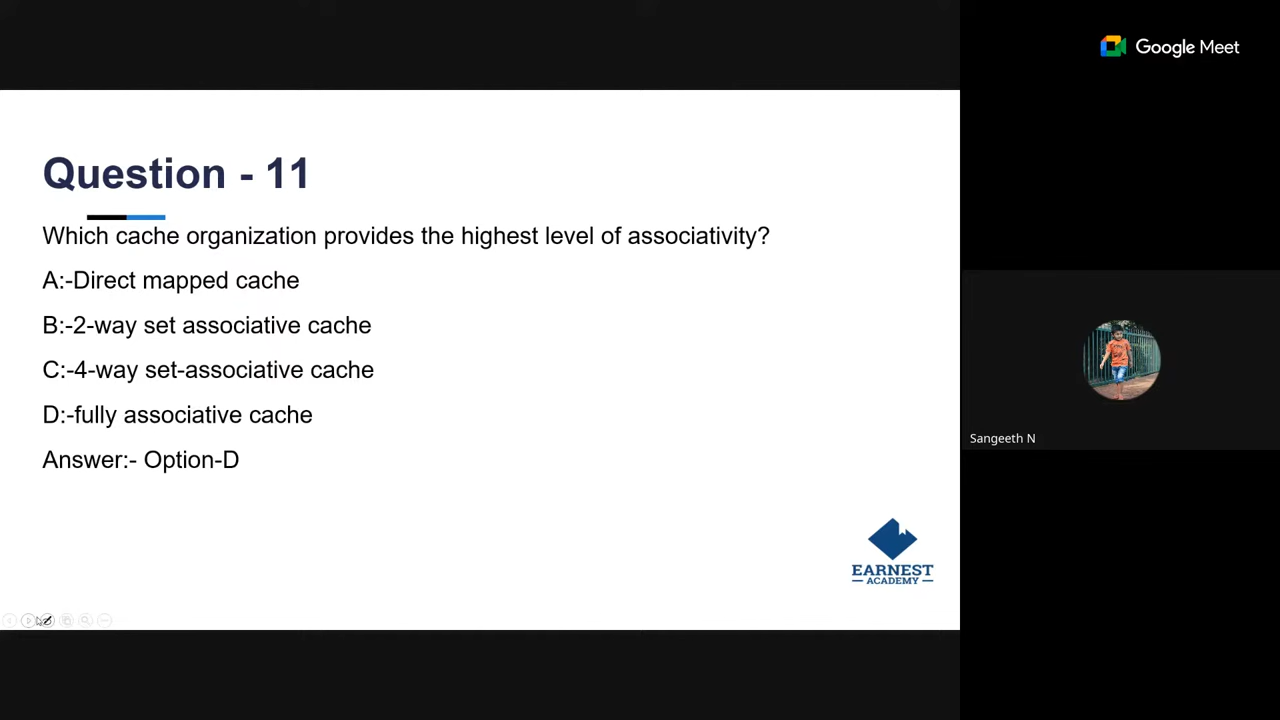 Google Meet
Question - 11
Which cache organization provides the highest level of associativity?
A:-Direct mapped cache
B:-2-way set associative cache
C:-4-way set-associative cache
D:-fully associative cache
Answer:- Option-D
Sangeeth N
EARNEST
ACADEMY